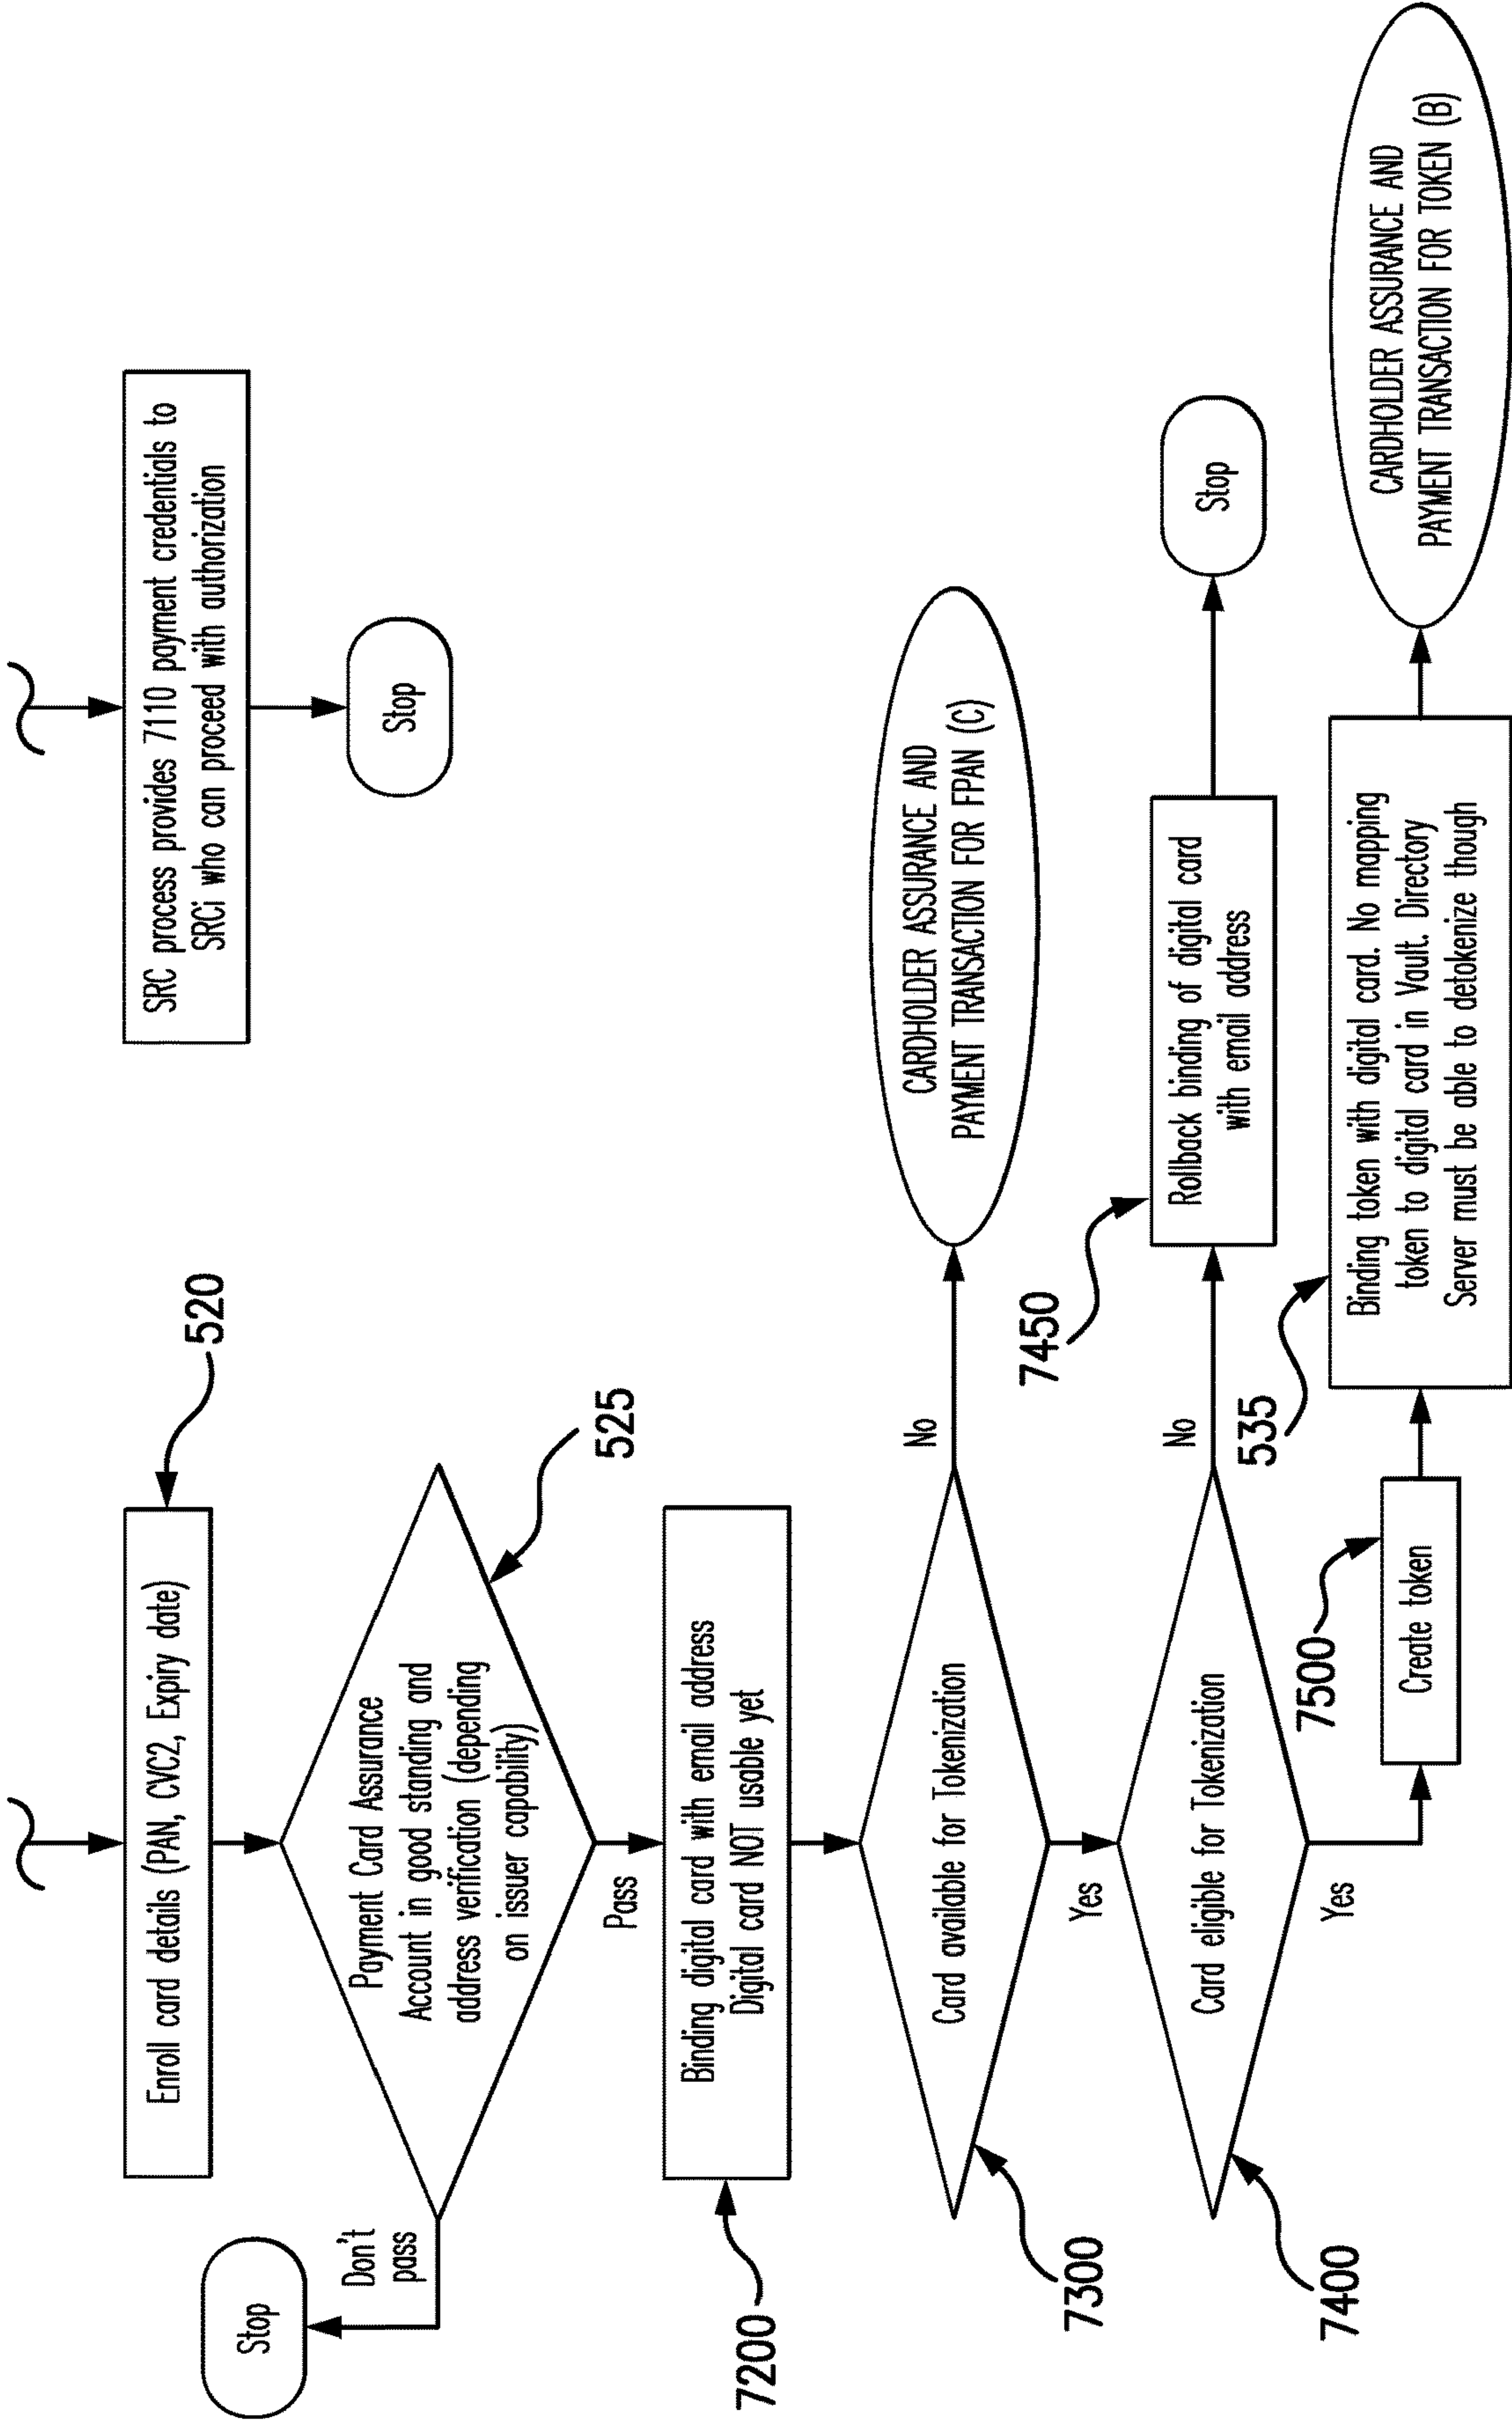 Enroll card details (PAN, CVC2, Expiry date)
520
Stop
Don't
pass
Payment Card Assurance
Account in good standing and
address verification (depending
on issuer capability)
525
Pass
7200
Binding digital card with email address
Digital card NOT usable yet
7300
Card available for Tokenization
No
CARDHOLDER ASSURANCE AND
PAYMENT TRANSACTION FOR FPAN (C)
Yes
7400
Card eligible for Tokenization
No
7450
Rollback binding of digital card
with email address
Stop
Yes
7500
Create token
535
Binding token with digital card. No mapping
token to digital card in Vault. Directory
Server must be able to detokenize though
CARDHOLDER ASSURANCE AND
PAYMENT TRANSACTION FOR TOKEN (B)
SRC process provides 7110 payment credentials to
SRCi who can proceed with authorization
Stop